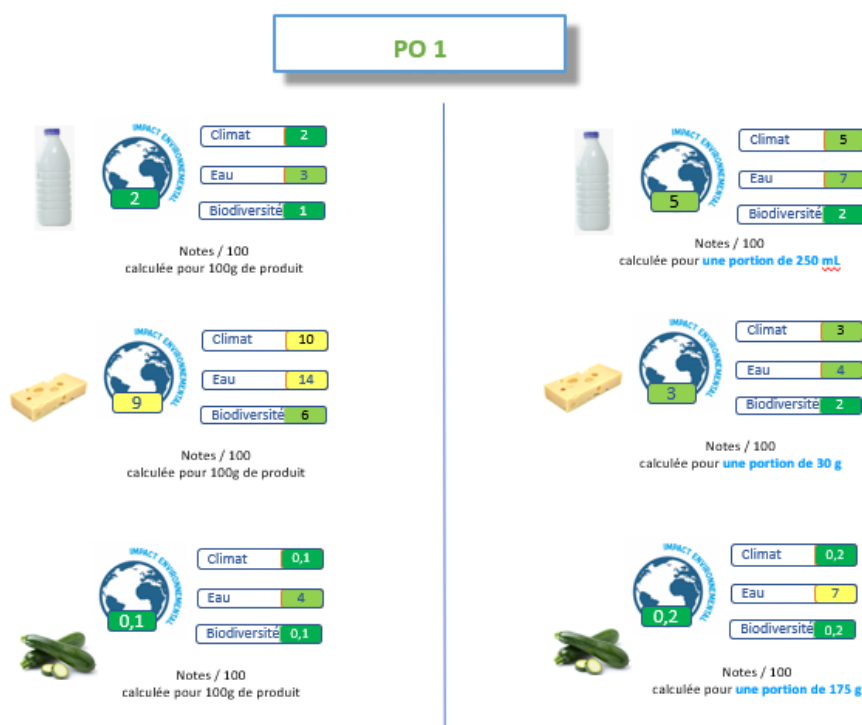 PO 1
IMPACT ENVIRONNEMENTAL
2
Climat 2
Eau 3
Biodiversité 1
Notes / 100
calculée pour 100g de produit
IMPACT ENVIRONNEMENTAL
5
Climat 5
Eau 7
Biodiversité 2
Notes / 100
calculée pour une portion de 250 mL
IMPACT ENVIRONNEMENTAL
9
Climat 10
Eau 14
Biodiversité 6
Notes / 100
calculée pour 100g de produit
IMPACT ENVIRONNEMENTAL
3
Climat 3
Eau 4
Biodiversité 2
Notes / 100
calculée pour une portion de 30 g
IMPACT ENVIRONNEMENTAL
0,1
Climat 0,1
Eau 4
Biodiversité 0,1
Notes / 100
calculée pour 100g de produit
IMPACT ENVIRONNEMENTAL
0,2
Climat 0,2
Eau 7
Biodiversité 0,2
Notes / 100
calculée pour une portion de 175 g